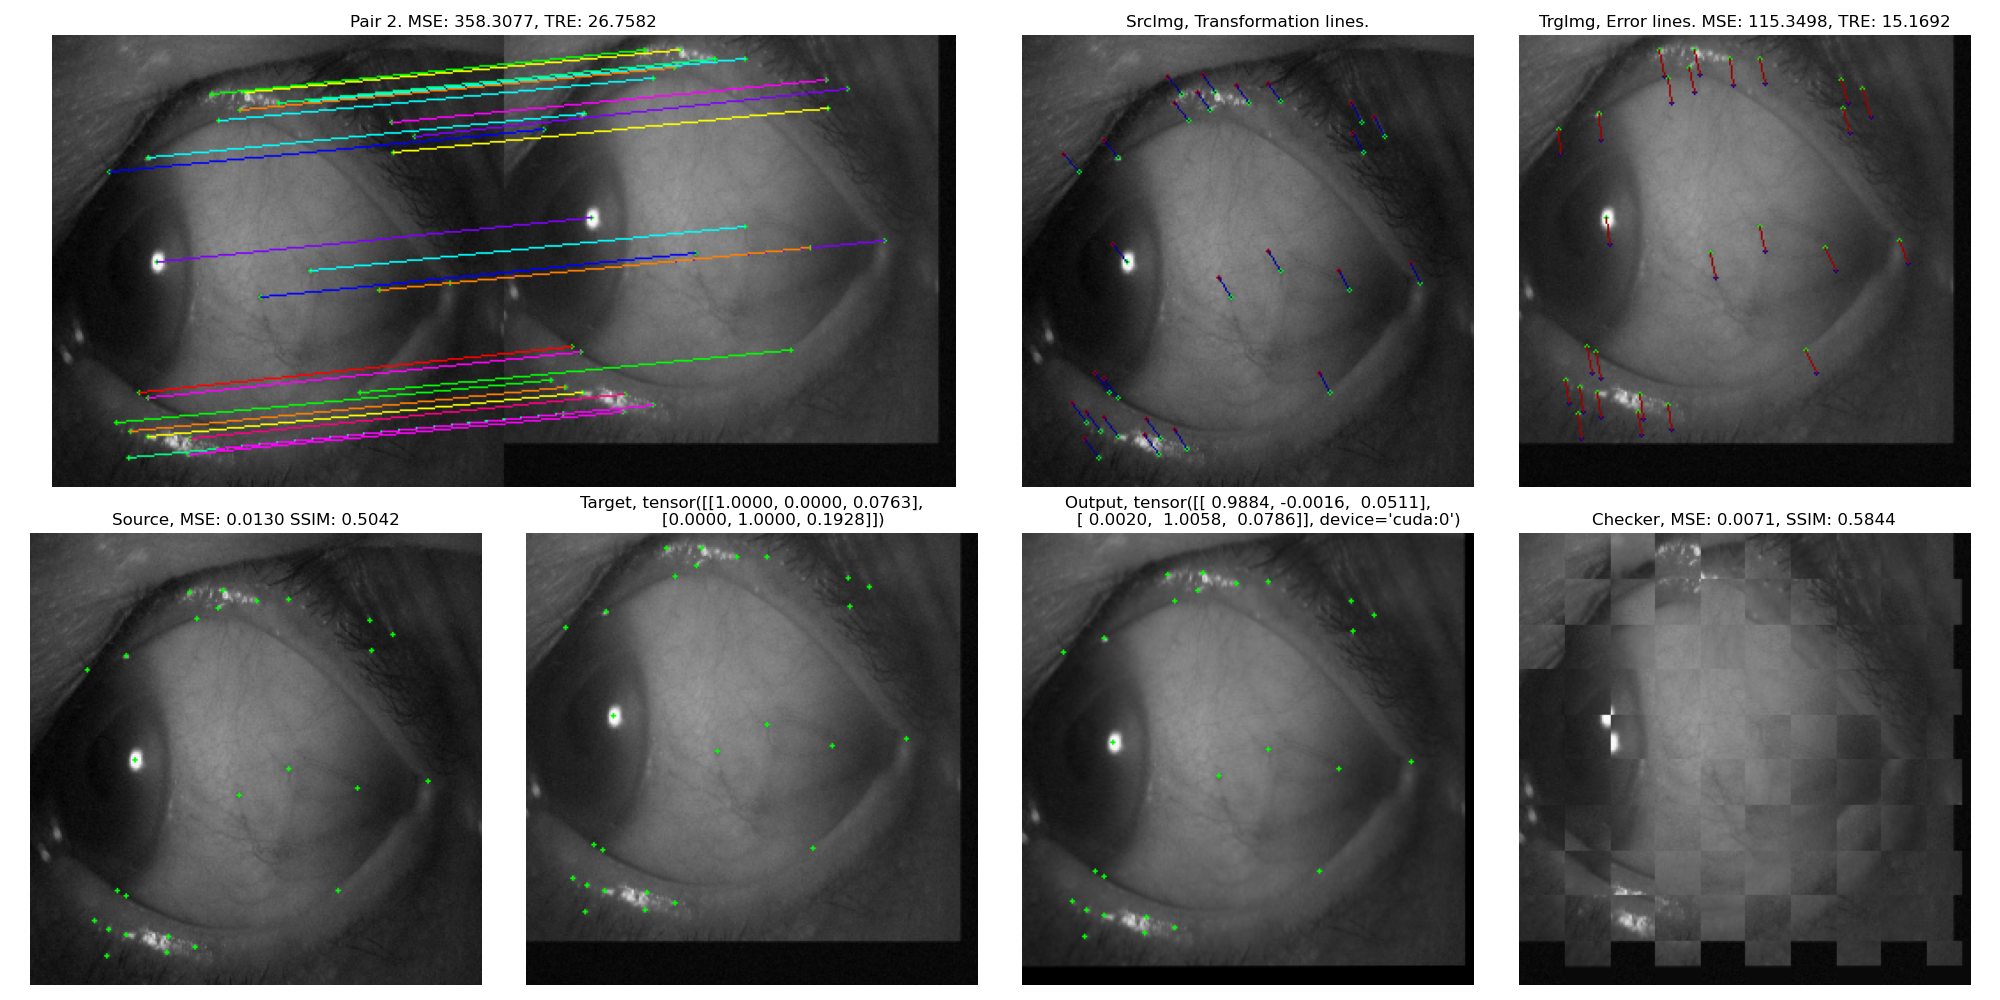 Pair 2. MSE: 358.3077, TRE: 26.7582
SrcImg, Transformation lines.
TrgImg, Error lines. MSE: 115.3498, TRE: 15.1692
Source, MSE: 0.0130 SSIM: 0.5042
Target, tensor([[1.0000, 0.0000, 0.0763],
[0.0000, 1.0000, 0.1928]])
Output, tensor([[ 0.9884, -0.0016,  0.0511],
[ 0.0020,  1.0058,  0.0786]], device='cuda:0')
Checker, MSE: 0.0071, SSIM: 0.5844